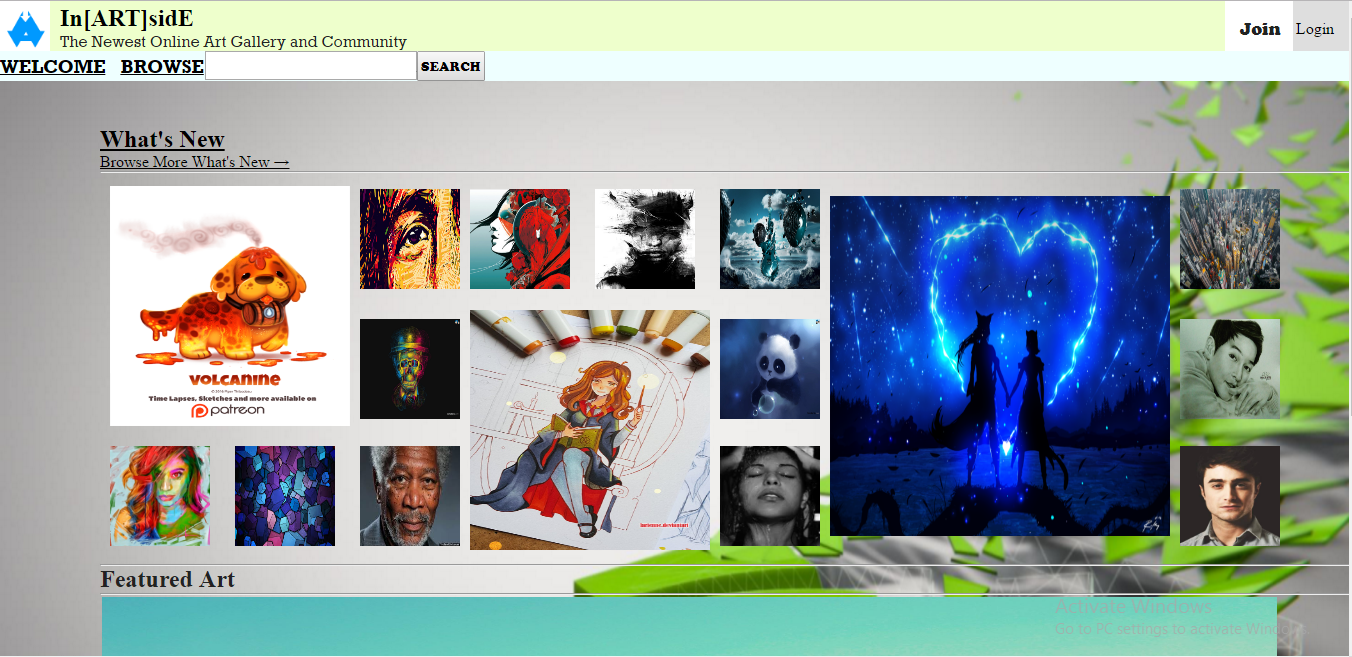 In[ART]sidE
The Newest Online Art Gallery and Community
Join
Login
WELCOME
BROWSE
SEARCH
What's New
Browse More What's New →
VOLCANINE
Time Lapses, Sketches and more available on
patreon
Featured Art
Activate Windows
Go to PC settings to activate Wind